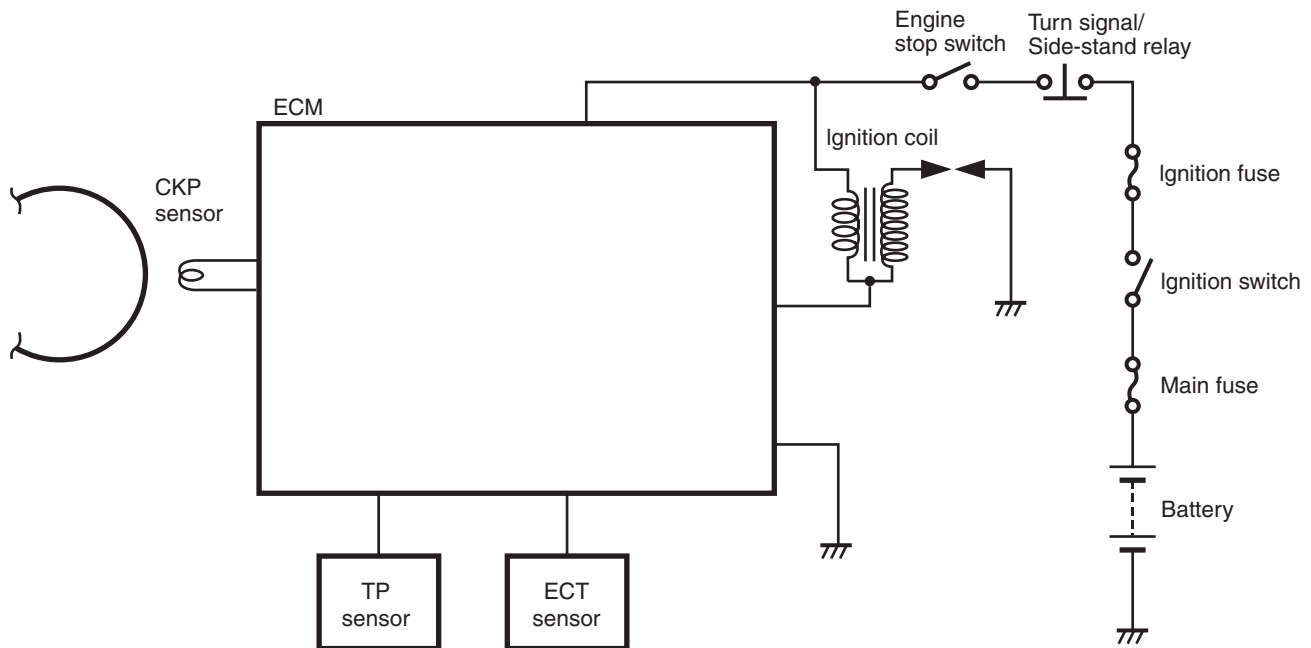 Engine
stop switch
Turn signal/
Side-stand relay
ECM
Ignition coil
CKP
sensor
Ignition fuse
Ignition switch
Main fuse
Battery
TP
sensor
ECT
sensor